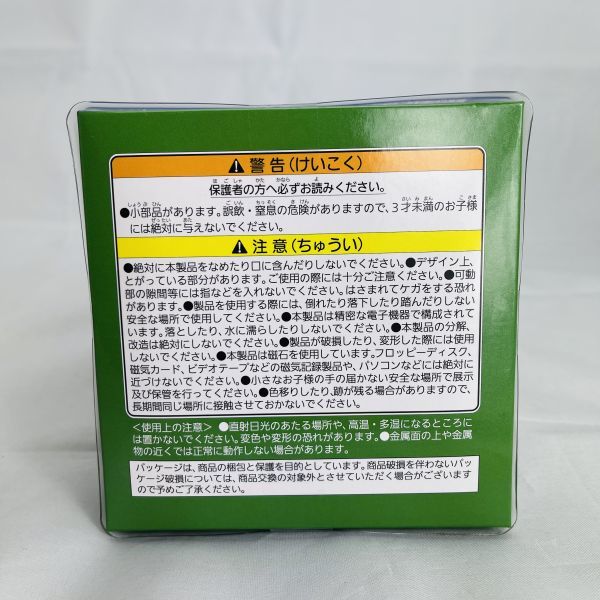 ⚠警告(けいこく)
保護者の方へ必ずお読みください。
●小部品があります。誤飲・窒息の危険がありますので、3才未満のお子様
には絶対に与えないでください。
⚠注意(ちゅうい)
●絶対に本製品をなめたり口に含んだりしないでください。●デザイン上、
とがっている部分があります。ご使用の際には十分ご注意ください。●可動
部の隙間等には指などを入れないでください。はさまれてケガをする恐れ
があります。●製品を使用する際には、倒れたり落下したり踏んだりしない
安全な場所で使用してください。●本製品は精密な電子機器で構成されて
います。落としたり、水に濡らしたりしないでください。●本製品の分解、
改造は絶対にしないでください。●製品が破損したり、変形した際には使用
しないでください。●本製品は磁石を使用しています。フロッピーディスク、
磁気カード、ビデオテープなどの磁気記録製品や、パソコンなどには絶対に
近づけないでください。●小さなお子様の手の届かない安全な場所で展示
及び保管を行ってください。●色移りしたり、跡が残る場合がありますので、
長期間同じ場所に接触させておかないでください。
<使用上の注意> ●直射日光のあたる場所や、高温・多湿になるところに
は置かないでください。変色や変形の恐れがあります。●金属面の上や金属
物の近くでは正常に動作しない場合があります。
パッケージは、商品の梱包と保護を目的としています。商品破損を伴わないパッ
ケージ破損については、商品交換の対象外とさせていただく場合がございます
ので予めご了承ください。